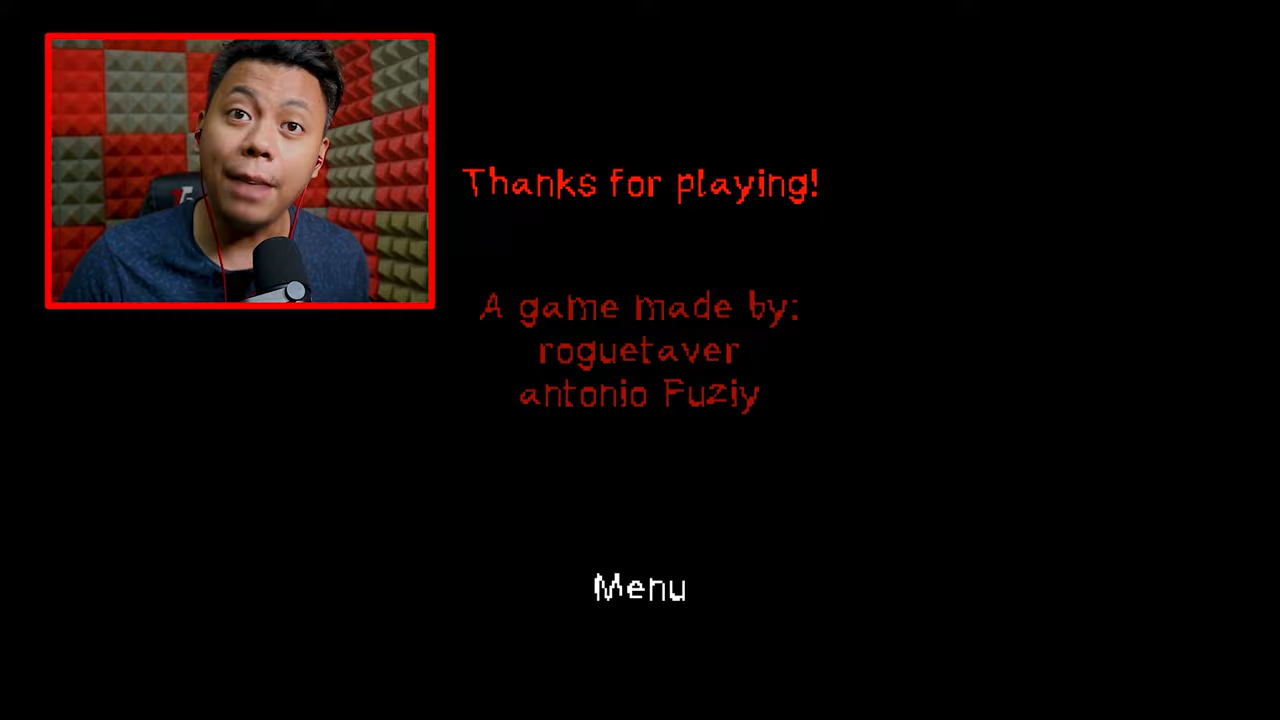 Thanks for playing!
A game made by:
roguetaver
antonio Fuziy
Menu